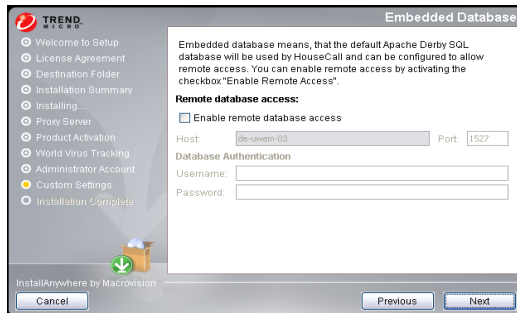 TREND
MICRO
Embedded Database
Welcome to Setup
License Agreement
Destination Folder
Installation Summary
Installing...
Proxy Server
Product Activation
World Virus Tracking
Administrator Account
Custom Settings
Installation Complete
Embedded database means, that the default Apache Derby SQL
database will be used by HouseCall and can be configured to allow
remote access. You can enable remote access by activating the
checkbox "Enable Remote Access".
Remote database access:
Enable remote database access
Host: de-uwem-03 Port: 1527
Database Authentication
Username:
Password:
InstallAnywhere by Macrovision
Cancel Previous Next